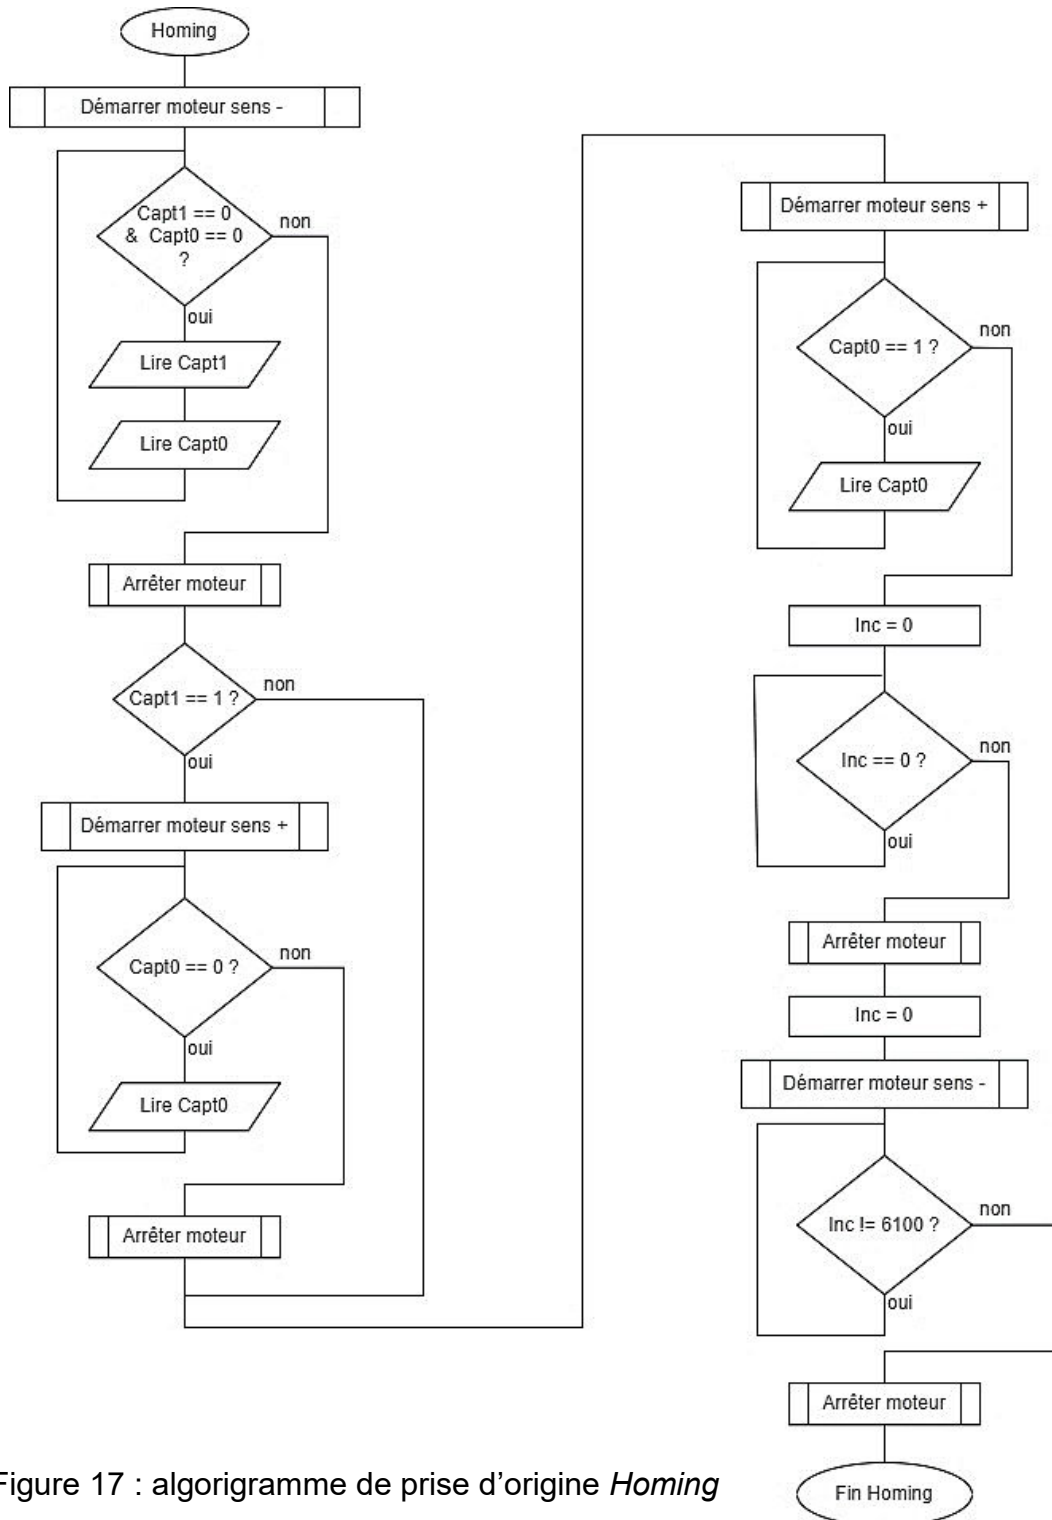 Homing
Démarrer moteur sens -
Capt1 == 0
& Capt0 == 0
?
non
oui
Lire Capt1
Lire Capt0
Arrêter moteur
Capt1 == 1 ?
non
oui
Démarrer moteur sens +
Capt0 == 0 ?
non
oui
Lire Capt0
Arrêter moteur
Démarrer moteur sens +
Capt0 == 1 ?
non
oui
Lire Capt0
Inc = 0
Inc == 0 ?
non
oui
Arrêter moteur
Inc = 0
Démarrer moteur sens -
Inc != 6100 ?
non
oui
Arrêter moteur
Fin Homing
Figure 17 : algorigramme de prise d'origine Homing